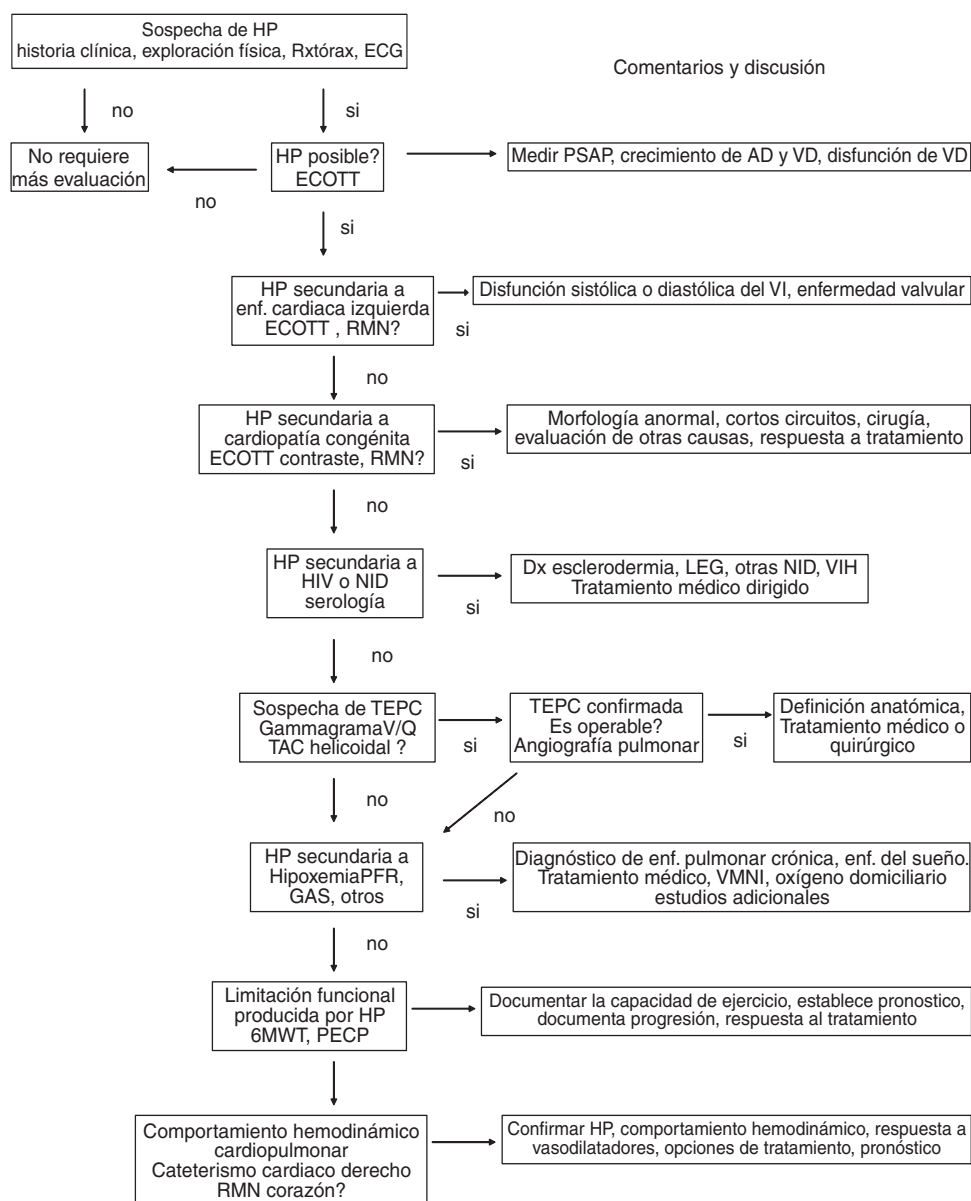 Sospecha de HP
historia clínica, exploración física, Rxtórax, ECG
Comentarios y discusión
no
si
No requiere
más evaluación
HP posible?
ECOTT
Medir PSAP, crecimiento de AD y VD, disfunción de VD
no
si
HP secundaria a
enf. cardiaca izquierda
ECOTT , RMN?
Disfunción sistólica o diastólica del VI, enfermedad valvular
si
no
HP secundaria a
cardiopatía congénita
ECOTT contraste, RMN?
Morfología anormal, cortos circuitos, cirugía,
evaluación de otras causas, respuesta a tratamiento
si
no
HP secundaria a
HIV o NID
serología
Dx esclerodermia, LEG, otras NID, VIH
Tratamiento médico dirigido
si
no
Sospecha de TEPC
GammagramaV/Q
TAC helicoidal ?
si
TEPC confirmada
Es operable?
Angiografía pulmonar
si
Definición anatómica,
Tratamiento médico o
quirúrgico
no
no
HP secundaria a
HipoxemiaPFR,
GAS, otros
Diagnóstico de enf. pulmonar crónica, enf. del sueño.
Tratamiento médico, VMNI, oxígeno domiciliario
estudios adicionales
si
no
Limitación funcional
producida por HP
6MWT, PECP
Documentar la capacidad de ejercicio, establece pronostico,
documenta progresión, respuesta al tratamiento
Comportamiento hemodinámico
cardiopulmonar
Cateterismo cardiaco derecho
RMN corazón?
Confirmar HP, comportamiento hemodinámico, respuesta a
vasodilatadores, opciones de tratamiento, pronóstico